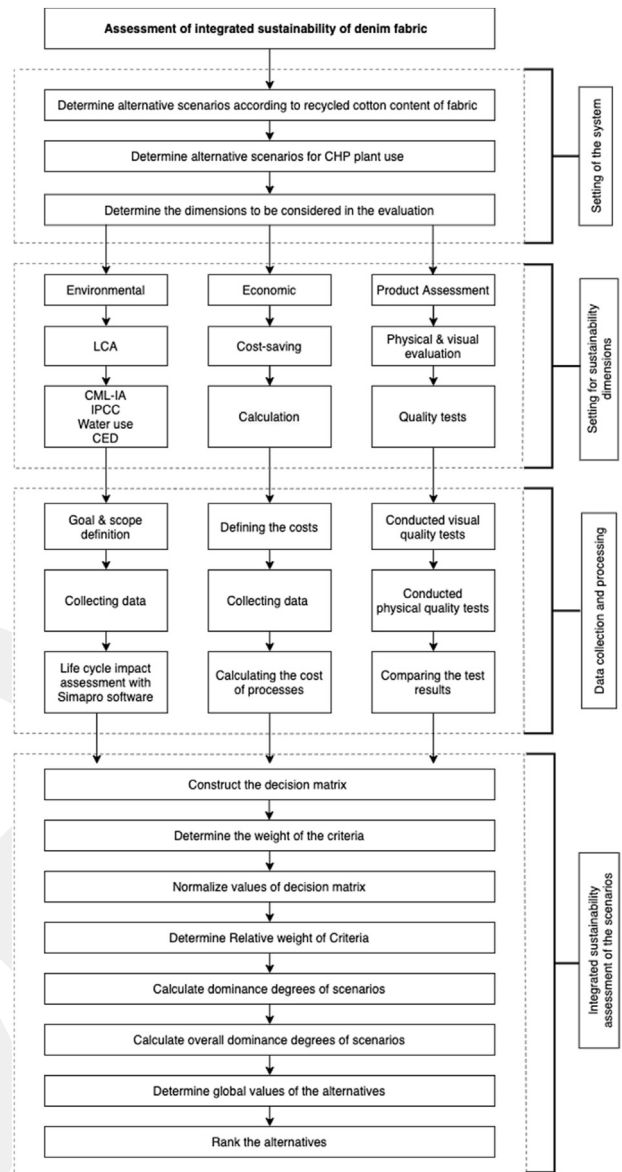 Assessment of integrated sustainability of denim fabric
Determine alternative scenarios according to recycled cotton content of fabric
Determine alternative scenarios for CHP plant use
Determine the dimensions to be considered in the evaluation
Setting of the system
Environmental
Economic
Product Assessment
LCA
Cost-saving
Physical & visual
evaluation
CML-IA
IPCC
Water use
CED
Calculation
Quality tests
Setting for sustainability
dimensions
Goal & scope
definition
Defining the costs
Conducted visual
quality tests
Collecting data
Collecting data
Conducted
physical quality tests
Life cycle impact
assessment with
Simapro software
Calculating the cost
of processes
Comparing the test
results
Data collection and processing
Construct the decision matrix
Determine the weight of the criteria
Normalize values of decision matrix
Determine Relative weight of Criteria
Calculate dominance degrees of scenarios
Calculate overall dominance degrees of scenarios
Determine global values of the alternatives
Rank the alternatives
Integrated sustainability
assessment of the scenarios